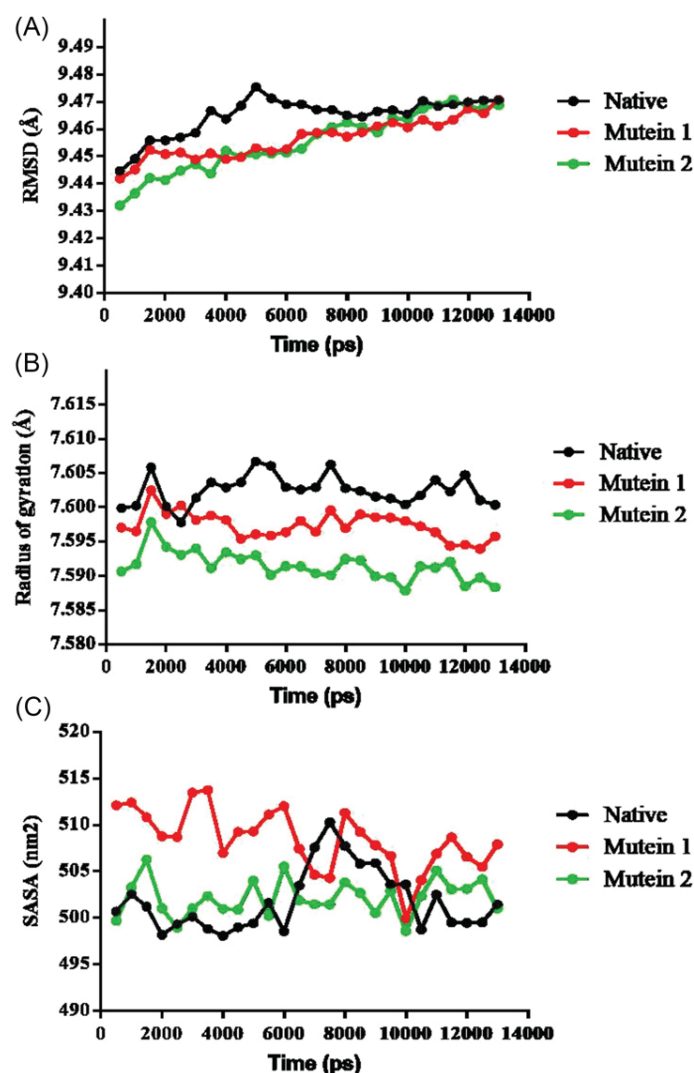 (A)
9.49
9.48
9.47
9.46
9.45
9.44
9.43
9.42
9.41
9.40
RMSD (Å)
0 2000 4000 6000 8000 10000 12000 14000
Time (ps)
Native
Mutein 1
Mutein 2
(B)
7.615
7.610
7.605
7.600
7.595
7.590
7.585
7.580
Radius of gyration (Å)
0 2000 4000 6000 8000 10000 12000 14000
Time (ps)
Native
Mutein 1
Mutein 2
(C)
520
515
510
505
500
495
490
SASA (nm2)
0 2000 4000 6000 8000 10000 12000 14000
Time (ps)
Native
Mutein 1
Mutein 2